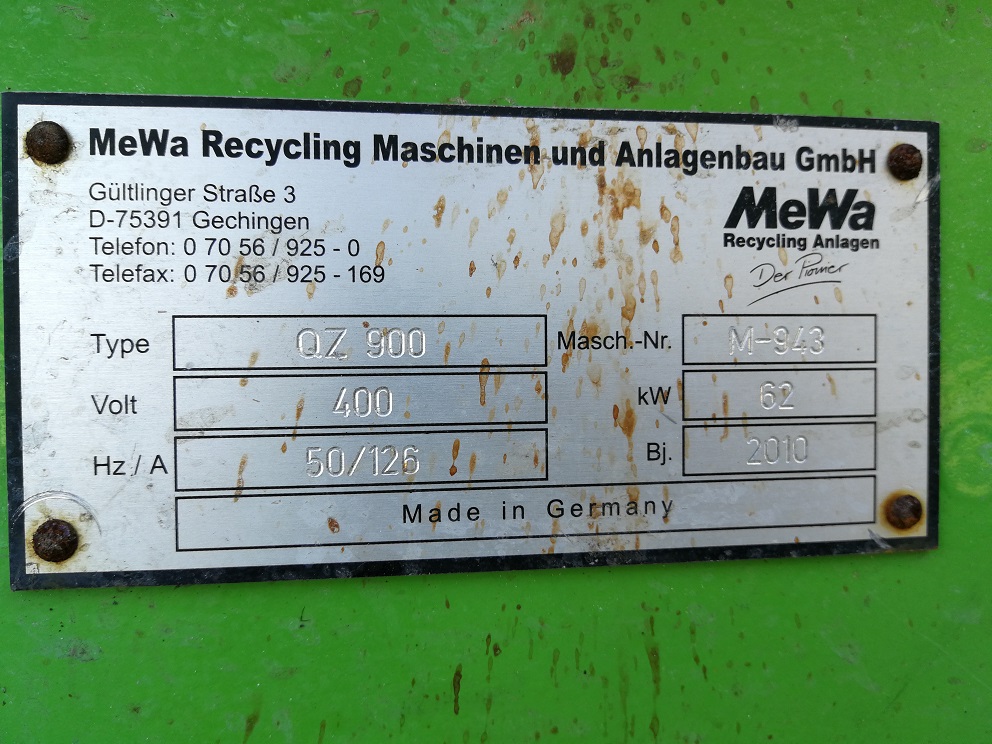 MeWa Recycling Maschinen und Anlagenbau GmbH
Gültlinger Straße 3
D-75391 Gechingen
Telefon: 0 70 56 / 925 - 0
Telefax: 0 70 56 / 925 - 169
MeWa
Recycling Anlagen
Der Pionier
Type QZ 900 Masch.-Nr. M-943
Volt 400 kW 62
Hz / A 50/126 Bj. 2010
Made in Germany